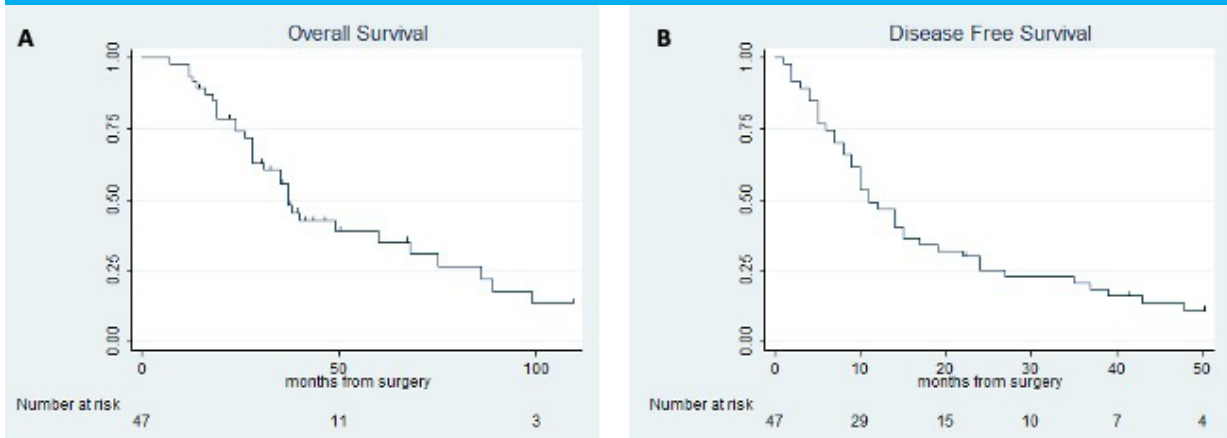 A
Overall Survival
1.00
0.75
0.50
0.25
0.00
0 50 100
months from surgery
Number at risk
47 11 3
B
Disease Free Survival
1.00
0.75
0.50
0.25
0.00
0 10 20 30 40 50
months from surgery
Number at risk
47 29 15 10 7 4